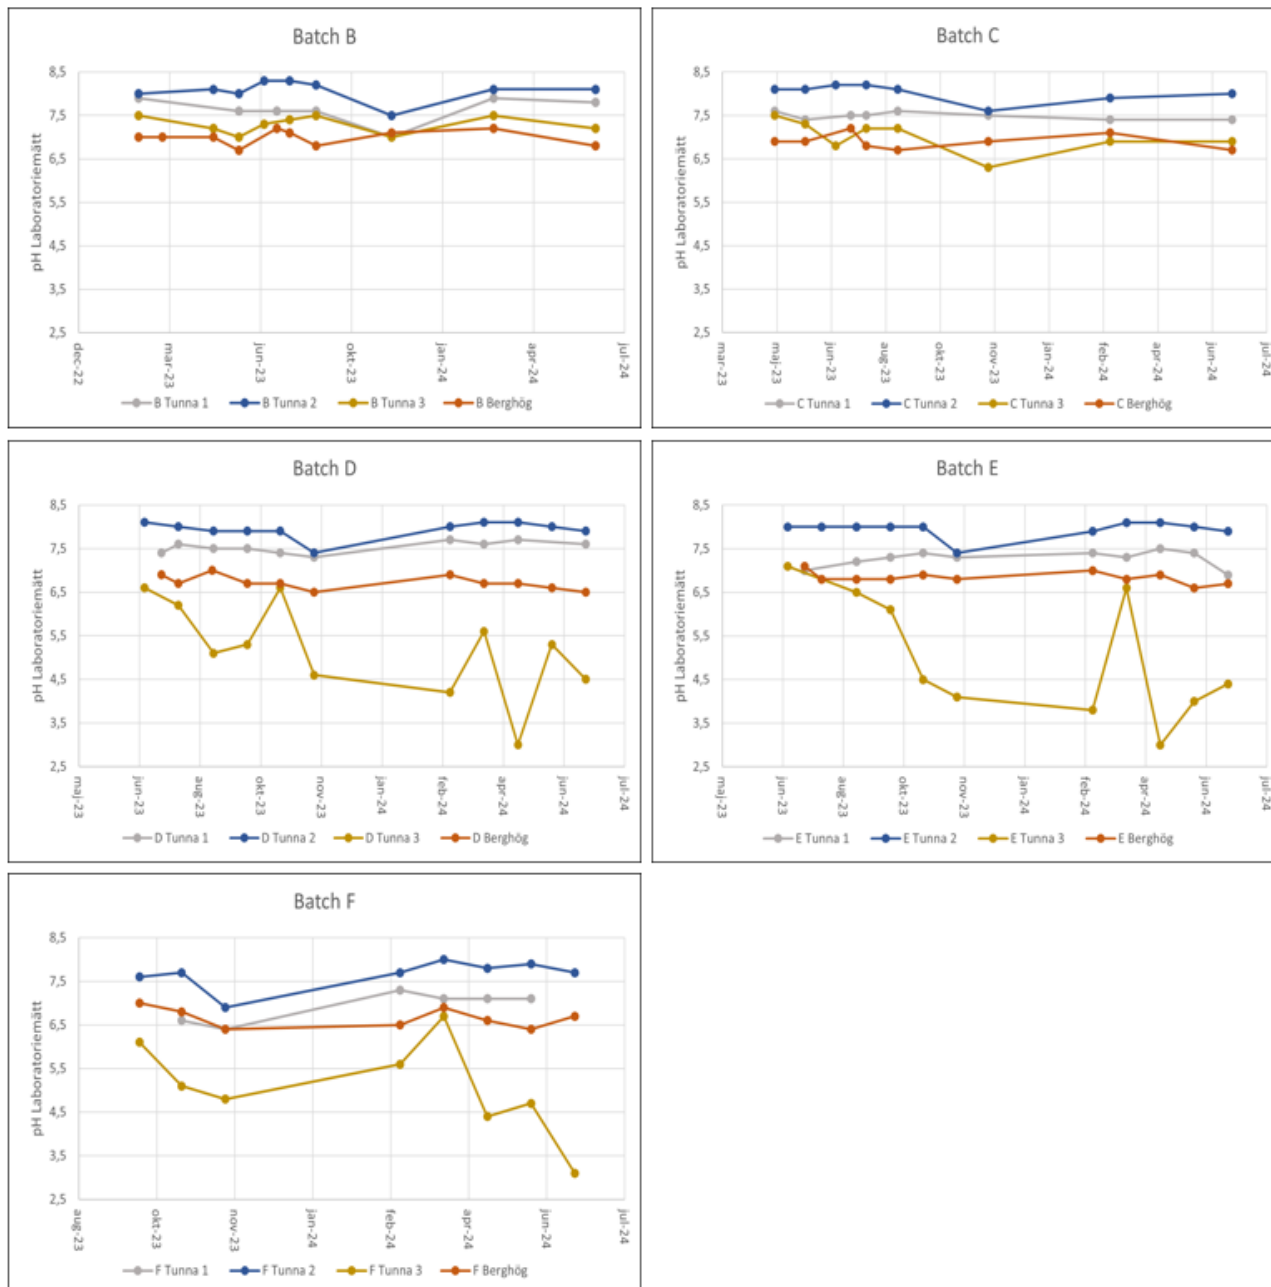 Batch B
pH Laboratoriemätt
8,5
7,5
6,5
5,5
4,5
3,5
2,5
dec-22 mar-23 jun-23 okt-23 jan-24 apr-24 jul-24
B Tunna 1 B Tunna 2 B Tunna 3 B Berghög
Batch C
pH Laboratoriemätt
8,5
7,5
6,5
5,5
4,5
3,5
2,5
mar-23 maj-23 jun-23 aug-23 okt-23 nov-23 jan-24 feb-24 apr-24 jun-24 jul-24
C Tunna 1 C Tunna 2 C Tunna 3 C Berghög
Batch D
pH Laboratoriemätt
8,5
7,5
6,5
5,5
4,5
3,5
2,5
maj-23 jun-23 aug-23 okt-23 nov-23 jan-24 feb-24 apr-24 jun-24 jul-24
D Tunna 1 D Tunna 2 D Tunna 3 D Berghög
Batch E
pH Laboratoriemätt
8,5
7,5
6,5
5,5
4,5
3,5
2,5
maj-23 jun-23 aug-23 okt-23 nov-23 jan-24 feb-24 apr-24 jun-24 jul-24
E Tunna 1 E Tunna 2 E Tunna 3 E Berghög
Batch F
pH Laboratoriemätt
8,5
7,5
6,5
5,5
4,5
3,5
2,5
aug-23 okt-23 nov-23 jan-24 feb-24 apr-24 jun-24 jul-24
F Tunna 1 F Tunna 2 F Tunna 3 F Berghög